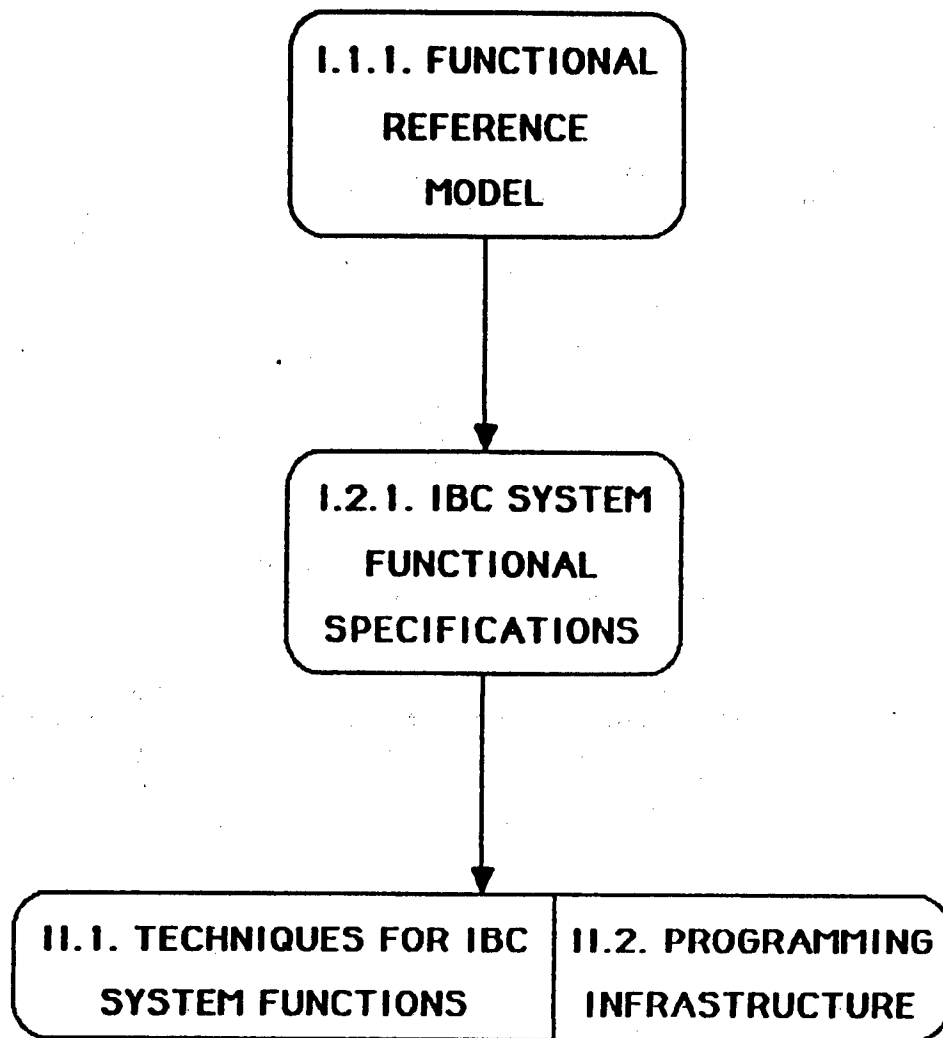 I.1.1. FUNCTIONAL
REFERENCE
MODEL
I.2.1. IBC SYSTEM
FUNCTIONAL
SPECIFICATIONS
II.1. TECHNIQUES FOR IBC
SYSTEM FUNCTIONS
II.2. PROGRAMMING
INFRASTRUCTURE